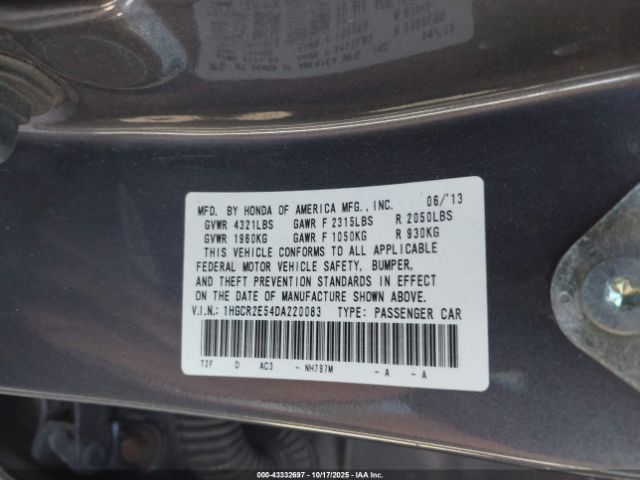 MFD. BY HONDA OF AMERICA MFG., INC. 06/'13
GVWR 4321LBS GAWR F 2315LBS R 2050LBS
GVWR 1960KG GAWR F 1050KG R 930KG
THIS VEHICLE CONFORMS TO ALL APPLICABLE
FEDERAL MOTOR VEHICLE SAFETY, BUMPER,
AND THEFT PREVENTION STANDARDS IN EFFECT
ON THE DATE OF MANUFACTURE SHOWN ABOVE.
V.I.N.: 1HGCR2E54DA220083 TYPE: PASSENGER CAR
T2F D AC3 - NH797M - A - A
000-43332697 - 10/17/2025 - IAA Inc.